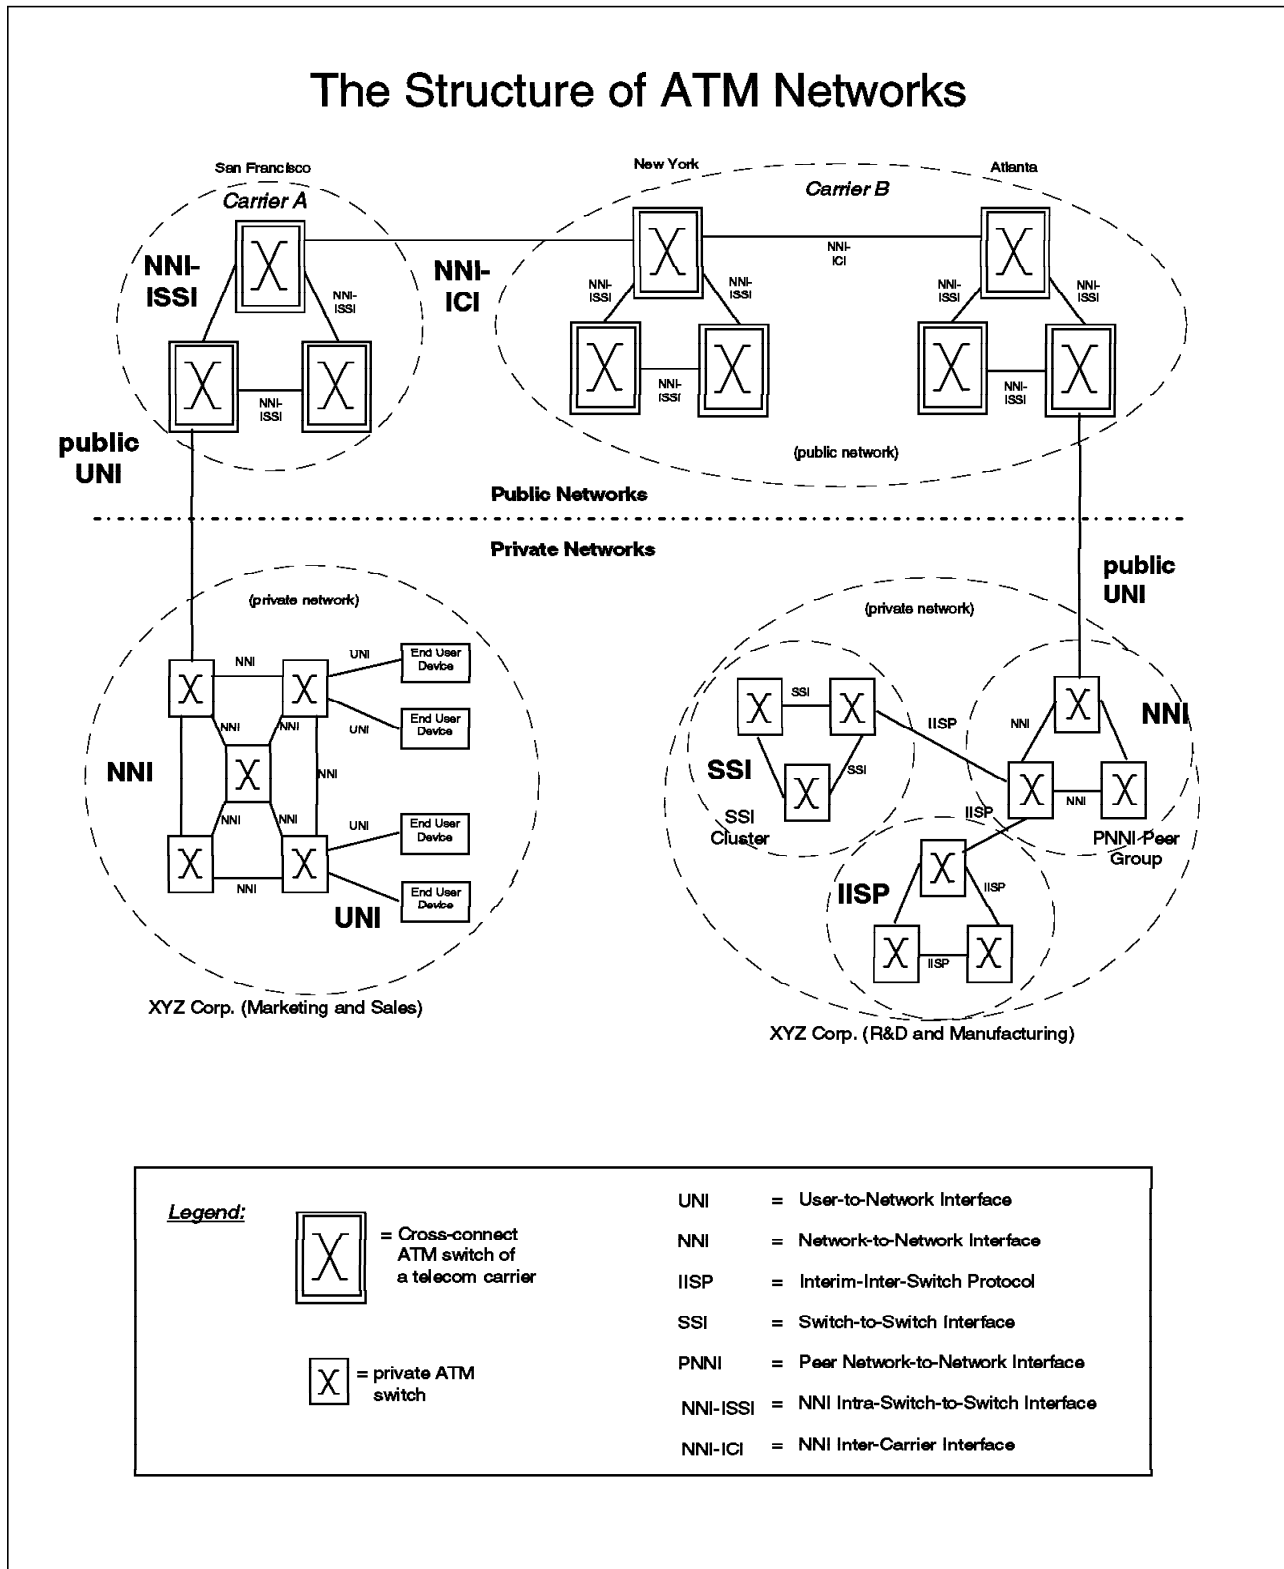 The Structure of ATM Networks
San Francisco
New York
Atlanta
Carrier A
Carrier B
NNI-
ISSI
NNI-
ISSI
NNI-
ISSI
NNI-
ICI
NNI-
ICI
NNI-
ISSI
NNI-
ISSI
NNI-
ISSI
NNI-
ISSI
NNI-
ISSI
NNI-
ISSI
public
UNI
(public network)
Public Networks
Private Networks
public
UNI
(private network)
NNI
UNI
End User
Device
NNI
NNI
UNI
End User
Device
NNI
NNI
NNI
NNI
UNI
End User
Device
NNI
UNI
End User
Device
XYZ Corp. (Marketing and Sales)
(private network)
SSI
SSI
SSI
SSI
Cluster
IISP
NNI
NNI
NNI
PNNI Peer
Group
IISP
IISP
IISP
IISP
XYZ Corp. (R&D and Manufacturing)
Legend:
= Cross-connect
ATM switch of
a telecom carrier
= private ATM
switch
UNI = User-to-Network Interface
NNI = Network-to-Network Interface
IISP = Interim-Inter-Switch Protocol
SSI = Switch-to-Switch Interface
PNNI = Peer Network-to-Network Interface
NNI-ISSI = NNI Intra-Switch-to-Switch Interface
NNI-ICI = NNI Inter-Carrier Interface